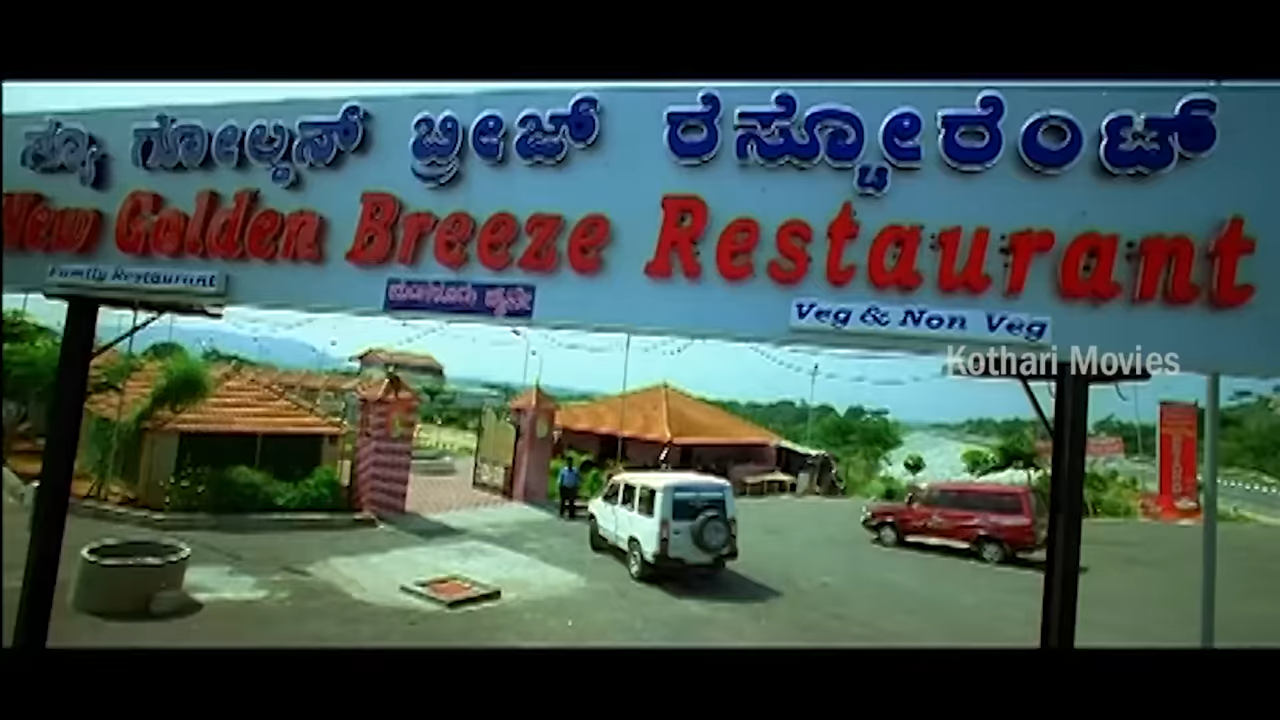 ನ್ಯೂ ಗೋಲ್ಡನ್ ಬ್ರೀಜ್ ರೆಸ್ಟೋರೆಂಟ್
New Golden Breeze Restaurant
Family Restaurant
Veg & Non Veg
Kothari Movies